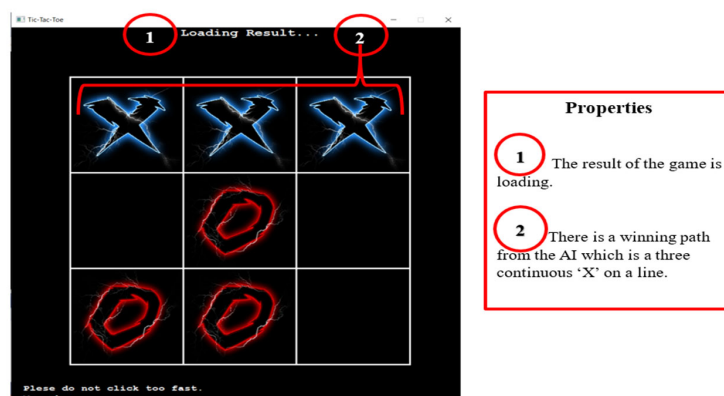 Tic-Tac-Toe
1 Loading Result... 2
Plese do not click too fast.
Properties
1 The result of the game is
loading.
2 There is a winning path
from the AI which is a three
continuous ‘X’ on a line.